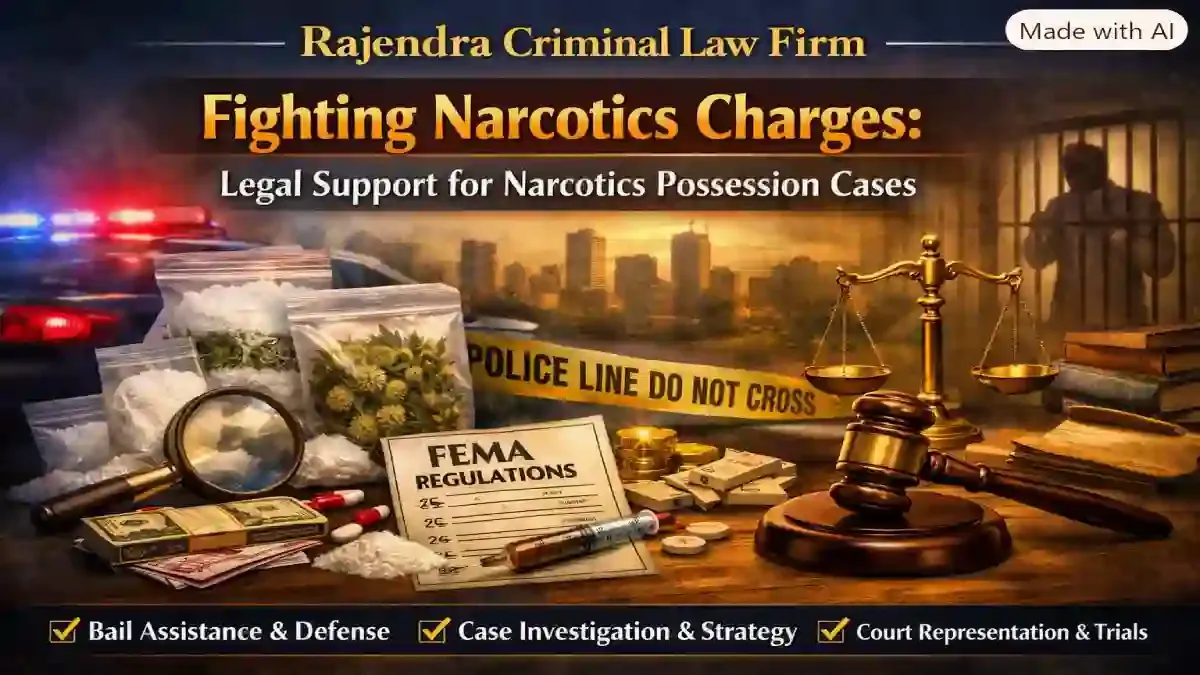 Made with AI
Rajendra Criminal Law Firm
Fighting Narcotics Charges:
Legal Support for Narcotics Possession Cases
POLICE LINE DO NOT CROSS
FEMA
REGULATIONS
☑ Bail Assistance & Defense ☑ Case Investigation & Strategy ☑ Court Representation & Trials